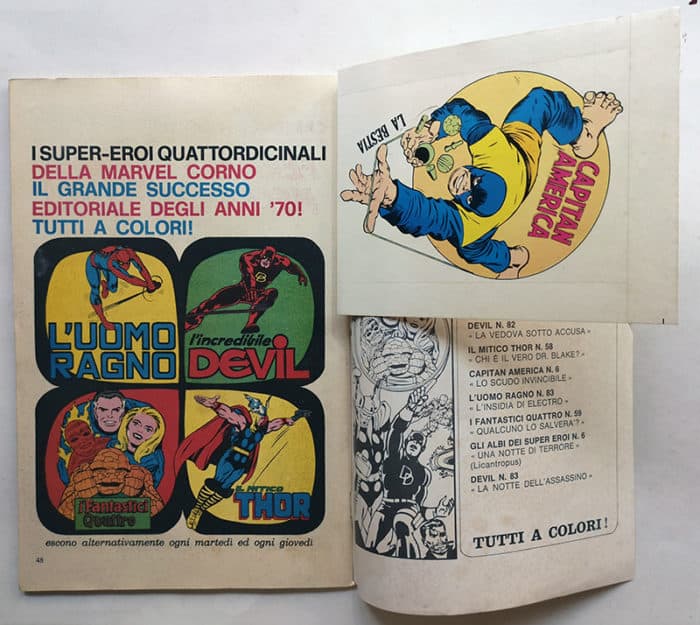 I SUPER-EROI QUATTORDICINALI
DELLA MARVEL CORNO
IL GRANDE SUCCESSO
EDITORIALE DEGLI ANNI '70!
TUTTI A COLORI!
L'UOMO
RAGNO
l'incredibile
DEVIL
i Fantastici
Quattro
IL MITICO
THOR
escono alternativamente ogni martedì ed ogni giovedì
48
LA BESTIA
CAPITAN
AMERICA
DEVIL N. 82
« LA VEDOVA SOTTO ACCUSA »
IL MITICO THOR N. 58
« CHI È IL VERO DR. BLAKE? »
CAPITAN AMERICA N. 6
« LO SCUDO INVINCIBILE »
L'UOMO RAGNO N. 83
« L'INSIDIA DI ELECTRO »
I FANTASTICI QUATTRO N. 59
« QUALCUNO LO SALVERA'? »
GLI ALBI DEI SUPER EROI N. 6
« UNA NOTTE DI TERRORE »
(Licantropus)
DEVIL N. 83
« LA NOTTE DELL'ASSASSINO »
TUTTI A COLORI!